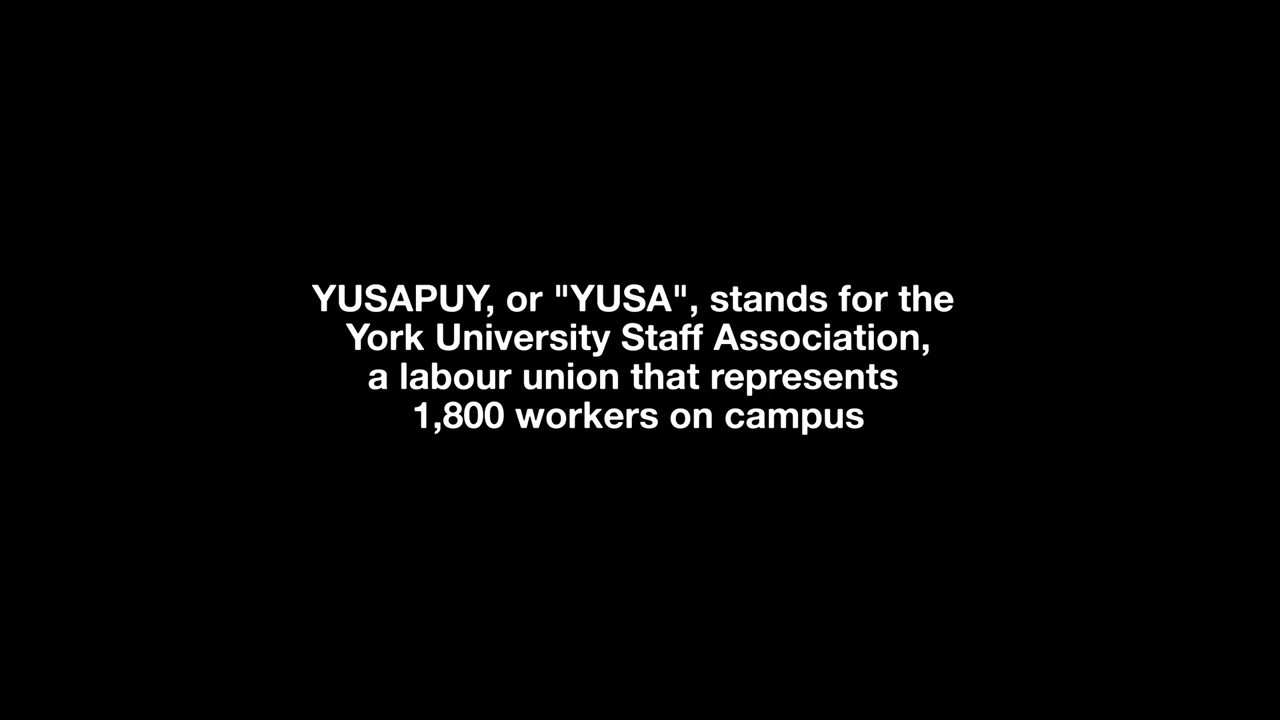 YUSAPUY, or "YUSA", stands for the
York University Staff Association,
a labour union that represents
1,800 workers on campus